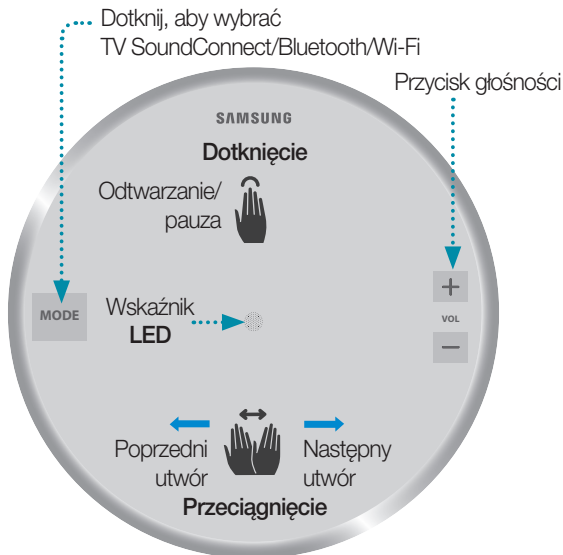 Dotknij, aby wybrać
TV SoundConnect/Bluetooth/Wi-Fi
Przycisk głośności
SAMSUNG
Dotknięcie
Odtwarzanie/
pauza
MODE
Wskaźnik
LED
+
VOL
−
Poprzedni
utwór
Następny
utwór
Przeciągnięcie